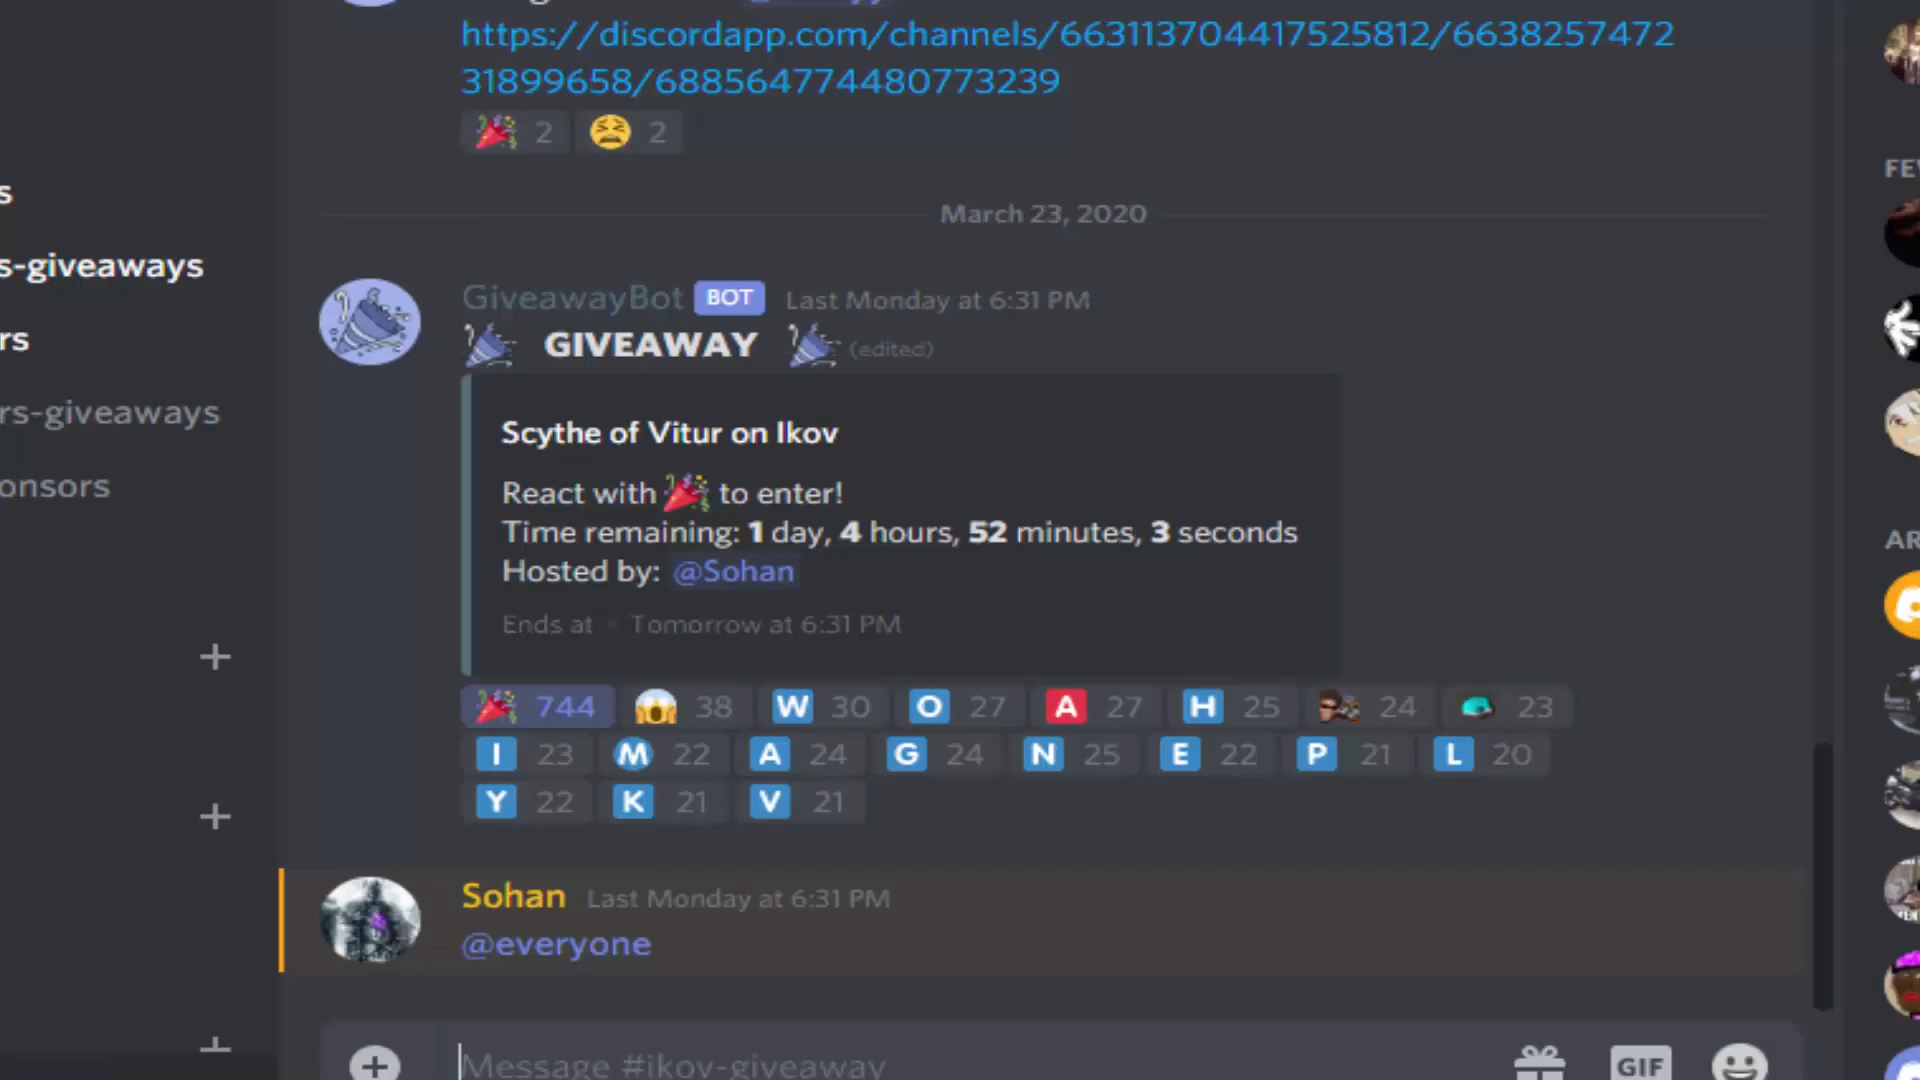 https://discordapp.com/channels/663113704417525812/6638257472
31899658/688564774480773239
2 2
s
FE
March 23, 2020
s-giveaways
GiveawayBot BOT Last Monday at 6:31 PM
rs
GIVEAWAY (edited)
rs-giveaways
Scythe of Vitur on Ikov
onsors
React with to enter!
Time remaining: 1 day, 4 hours, 52 minutes, 3 seconds
AR
Hosted by: @Sohan
Ends at Tomorrow at 6:31 PM
744 38 W 30 O 27 A 27 H 25 24 23
I 23 M 22 A 24 G 24 N 25 E 22 P 21 L 20
Y 22 K 21 V 21
Sohan Last Monday at 6:31 PM
@everyone
Message #ikov-giveaway
GIF